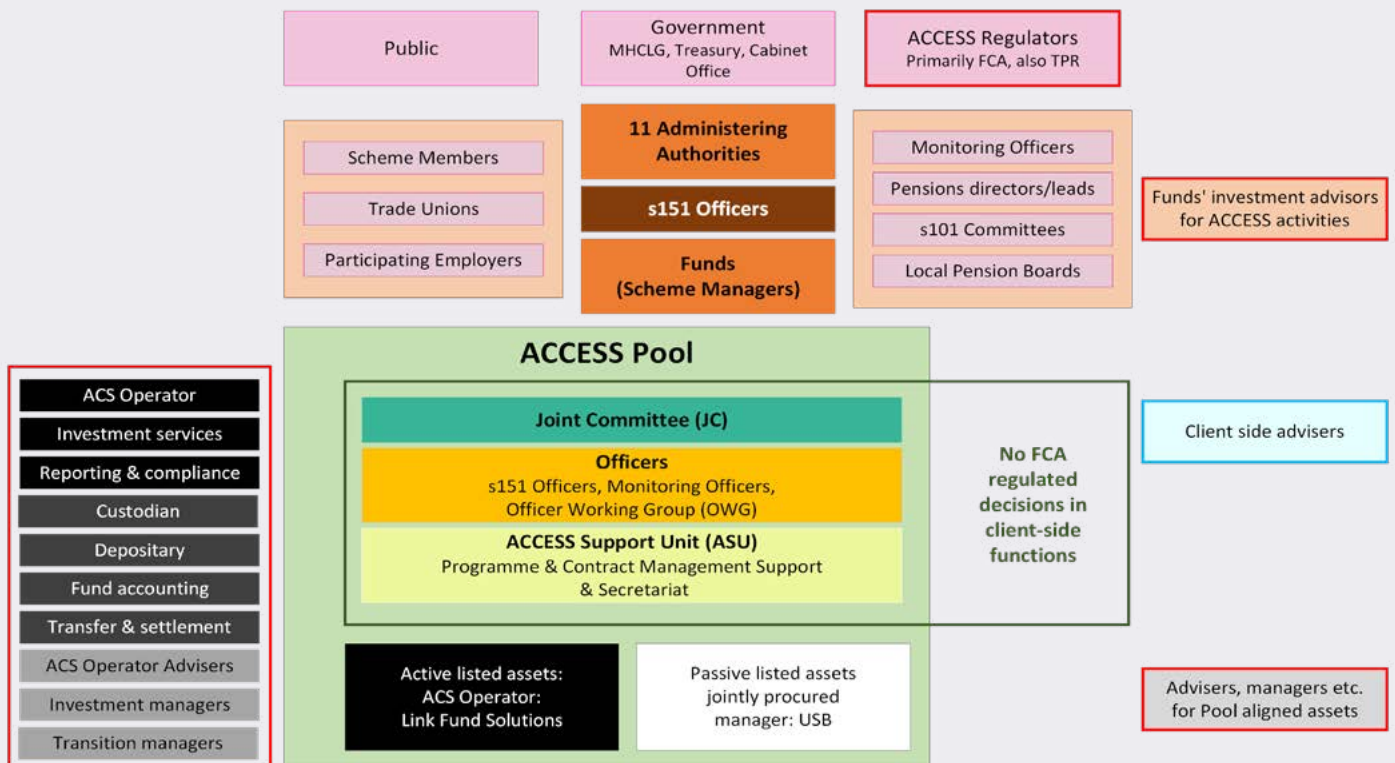 Public
Government
MHCLG, Treasury, Cabinet
Office
ACCESS Regulators
Primarily FCA, also TPR
Scheme Members
Trade Unions
Participating Employers
11 Administering
Authorities
s151 Officers
Funds
(Scheme Managers)
Monitoring Officers
Pensions directors/leads
s101 Committees
Local Pension Boards
Funds' investment advisors
for ACCESS activities
ACS Operator
Investment services
Reporting & compliance
Custodian
Depositary
Fund accounting
Transfer & settlement
ACS Operator Advisers
Investment managers
Transition managers
ACCESS Pool
Joint Committee (JC)
Officers
s151 Officers, Monitoring Officers,
Officer Working Group (OWG)
ACCESS Support Unit (ASU)
Programme & Contract Management Support
& Secretariat
No FCA
regulated
decisions in
client-side
functions
Active listed assets:
ACS Operator:
Link Fund Solutions
Passive listed assets
jointly procured
manager: USB
Client side advisers
Advisers, managers etc.
for Pool aligned assets